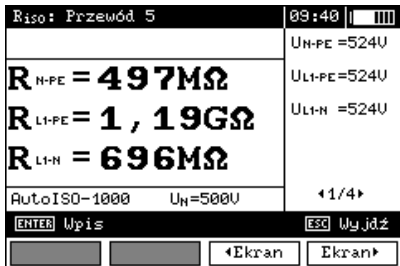 RISO: Przewód 5 09:40
UN-PE =524V
RN-PE = 497MΩ
UL1-PE =524V
RL1-PE = 1,19GΩ
UL1-N =524V
RL1-N = 696MΩ
AutoISO-1000 UN=500V ◂1/4▸
ENTER Wpis ESC Wyjdź
◂Ekran Ekran▸